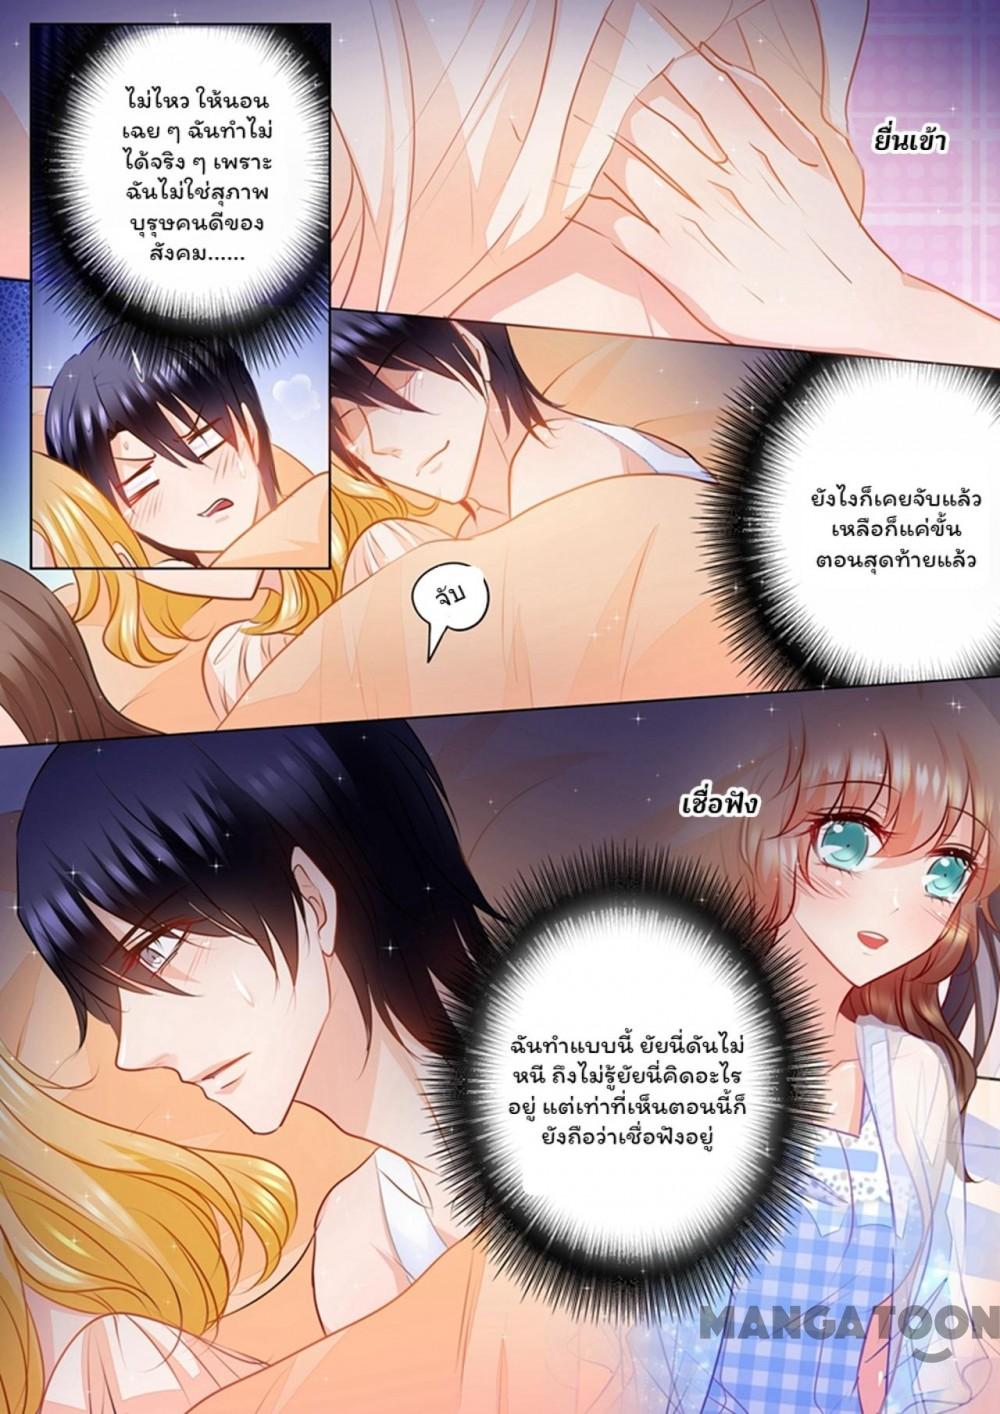 ไม่ไหว ให้นอน
เฉย ๆ ฉันทำไม่
ได้จริง ๆ เพราะ
ฉันไม่ใช่สุภาพ
บุรุษคนดีของ
สังคม......
ยื่นเข้า
ยังไงก็เคยจับแล้ว
เหลือก็แค่ขั้น
ตอนสุดท้ายแล้ว
จับ
เชื่อฟัง
ฉันทำแบบนี้ ยัยนี่ดันไม่
หนี ถึงไม่รู้ยัยนี่คิดอะไร
อยู่ แต่เท่าที่เห็นตอนนี้ก็
ยังถือว่าเชื่อฟังอยู่
MANGATOON